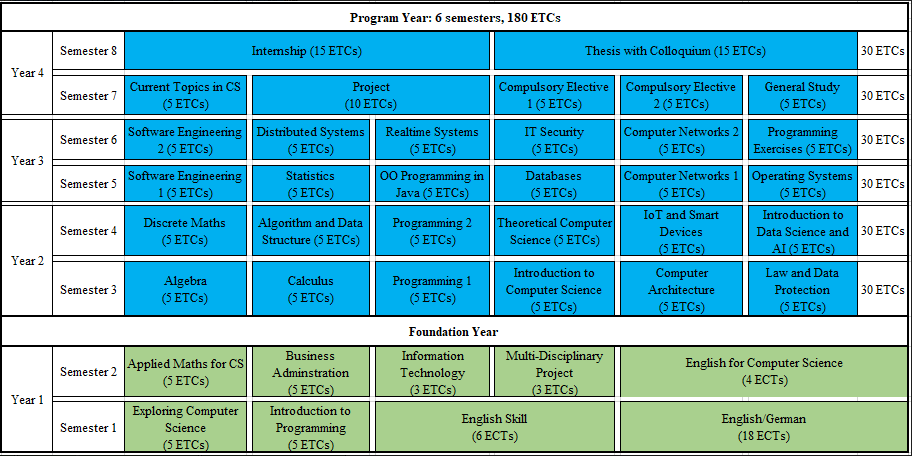 Program Year: 6 semesters, 180 ETCs
Year 4
Semester 8
Internship (15 ETCs)
Thesis with Colloquium (15 ETCs)
30 ETCs
Semester 7
Current Topics in CS
(5 ETCs)
Project
(10 ETCs)
Compulsory Elective
1 (5 ETCs)
Compulsory Elective
2 (5 ETCs)
General Study
(5 ETCs)
30 ETCs
Year 3
Semester 6
Software Engineering
2 (5 ETCs)
Distributed Systems
(5 ETCs)
Realtime Systems
(5 ETCs)
IT Security
(5 ETCs)
Computer Networks 2
(5 ETCs)
Programming
Exercises (5 ETCs)
30 ETCs
Semester 5
Software Engineering
1 (5 ETCs)
Statistics
(5 ETCs)
OO Programming in
Java (5 ETCs)
Databases
(5 ETCs)
Computer Networks 1
(5 ETCs)
Operating Systems
(5 ETCs)
30 ETCs
Year 2
Semester 4
Discrete Maths
(5 ETCs)
Algorithm and Data
Structure (5 ETCs)
Programming 2
(5 ETCs)
Theoretical Computer
Science (5 ETCs)
IoT and Smart
Devices
(5 ETCs)
Introduction to
Data Science and
AI (5 ETCs)
30 ETCs
Semester 3
Algebra
(5 ETCs)
Calculus
(5 ETCs)
Programming 1
(5 ETCs)
Introduction to
Computer Science
(5 ETCs)
Computer
Architecture
(5 ETCs)
Law and Data
Protection
(5 ETCs)
30 ETCs
Foundation Year
Year 1
Semester 2
Applied Maths for CS
(5 ETCs)
Business
Adminstration
(5 ETCs)
Information
Technology
(3 ETCs)
Multi-Disciplinary
Project
(3 ETCs)
English for Computer Science
(4 ECTs)
Semester 1
Exploring Computer
Science
(5 ETCs)
Introduction to
Programming
(5 ETCs)
English Skill
(6 ECTs)
English/German
(18 ECTs)